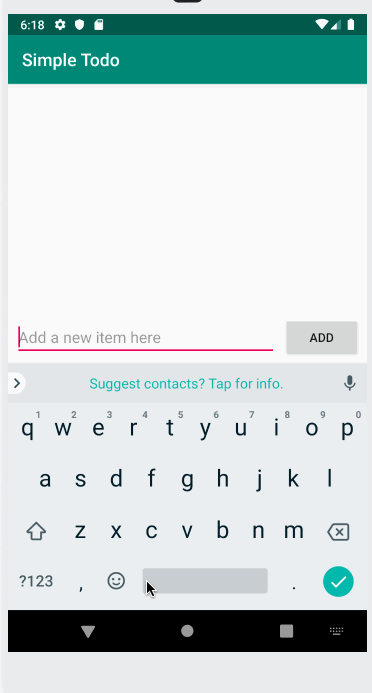 6:18
Simple Todo
Add a new item here
ADD
Suggest contacts? Tap for info.
1 2 3 4 5 6 7 8 9 0
q w e r t y u i o p
a s d f g h j k l
z x c v b n m
?123 , .